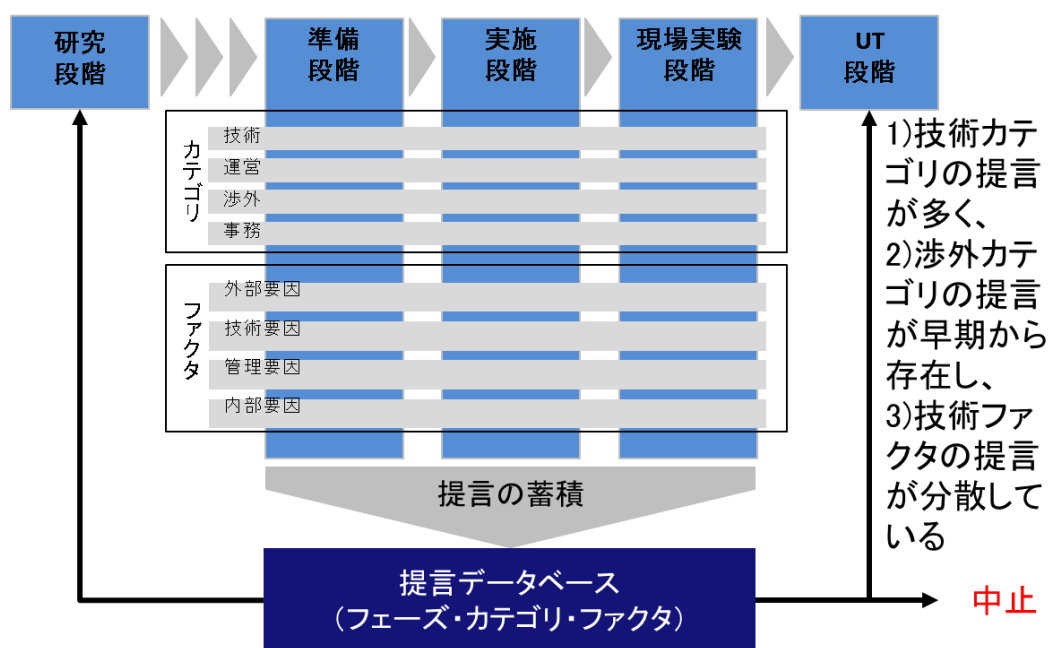 研究
段階
準備
段階
実施
段階
現場実験
段階
UT
段階
カテゴリ
技術
運営
渉外
事務
ファクタ
外部要因
技術要因
管理要因
内部要因
1)技術カテ
ゴリの提言
が多く、
2)渉外カテ
ゴリの提言
が早期から
存在し、
3)技術ファ
クタの提言
が分散して
いる
提言の蓄積
提言データベース
(フェーズ・カテゴリ・ファクタ)
中止